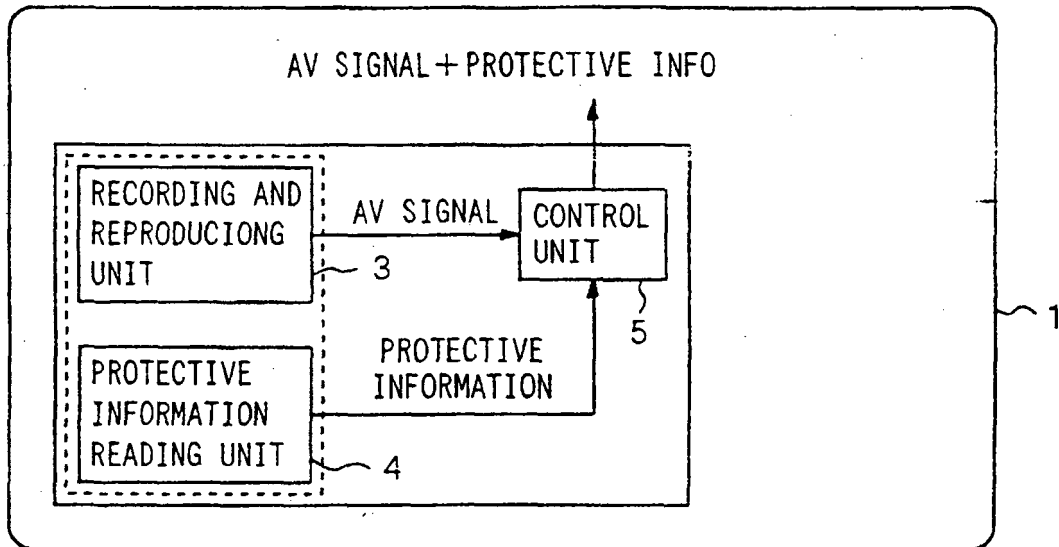 AV SIGNAL+PROTECTIVE INFO
RECORDING AND
REPRODUCIONG
UNIT
3
AV SIGNAL
CONTROL
UNIT
5
1
PROTECTIVE
INFORMATION
READING UNIT
4
PROTECTIVE
INFORMATION